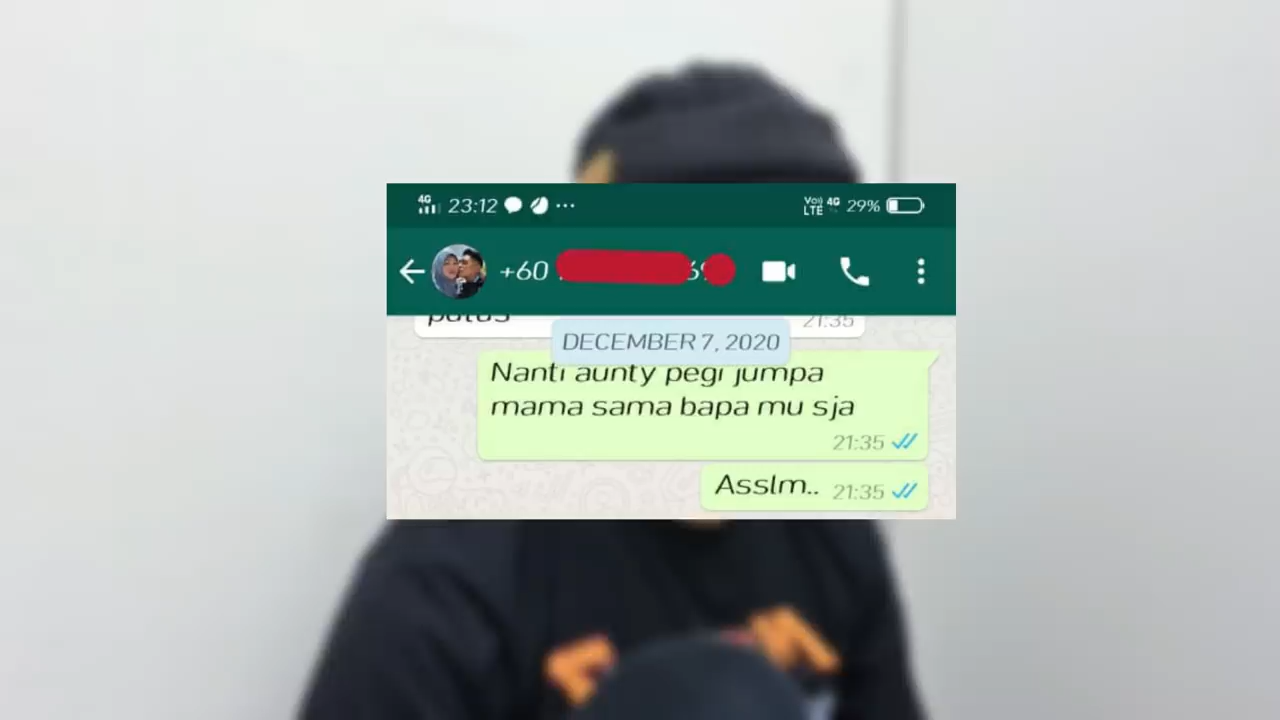 4G 23:12 ... Vo)) LTE 4G 29%
+60
21:35
DECEMBER 7, 2020
Nanti aunty pegi jumpa
mama sama bapa mu sja
21:35
Asslm.. 21:35